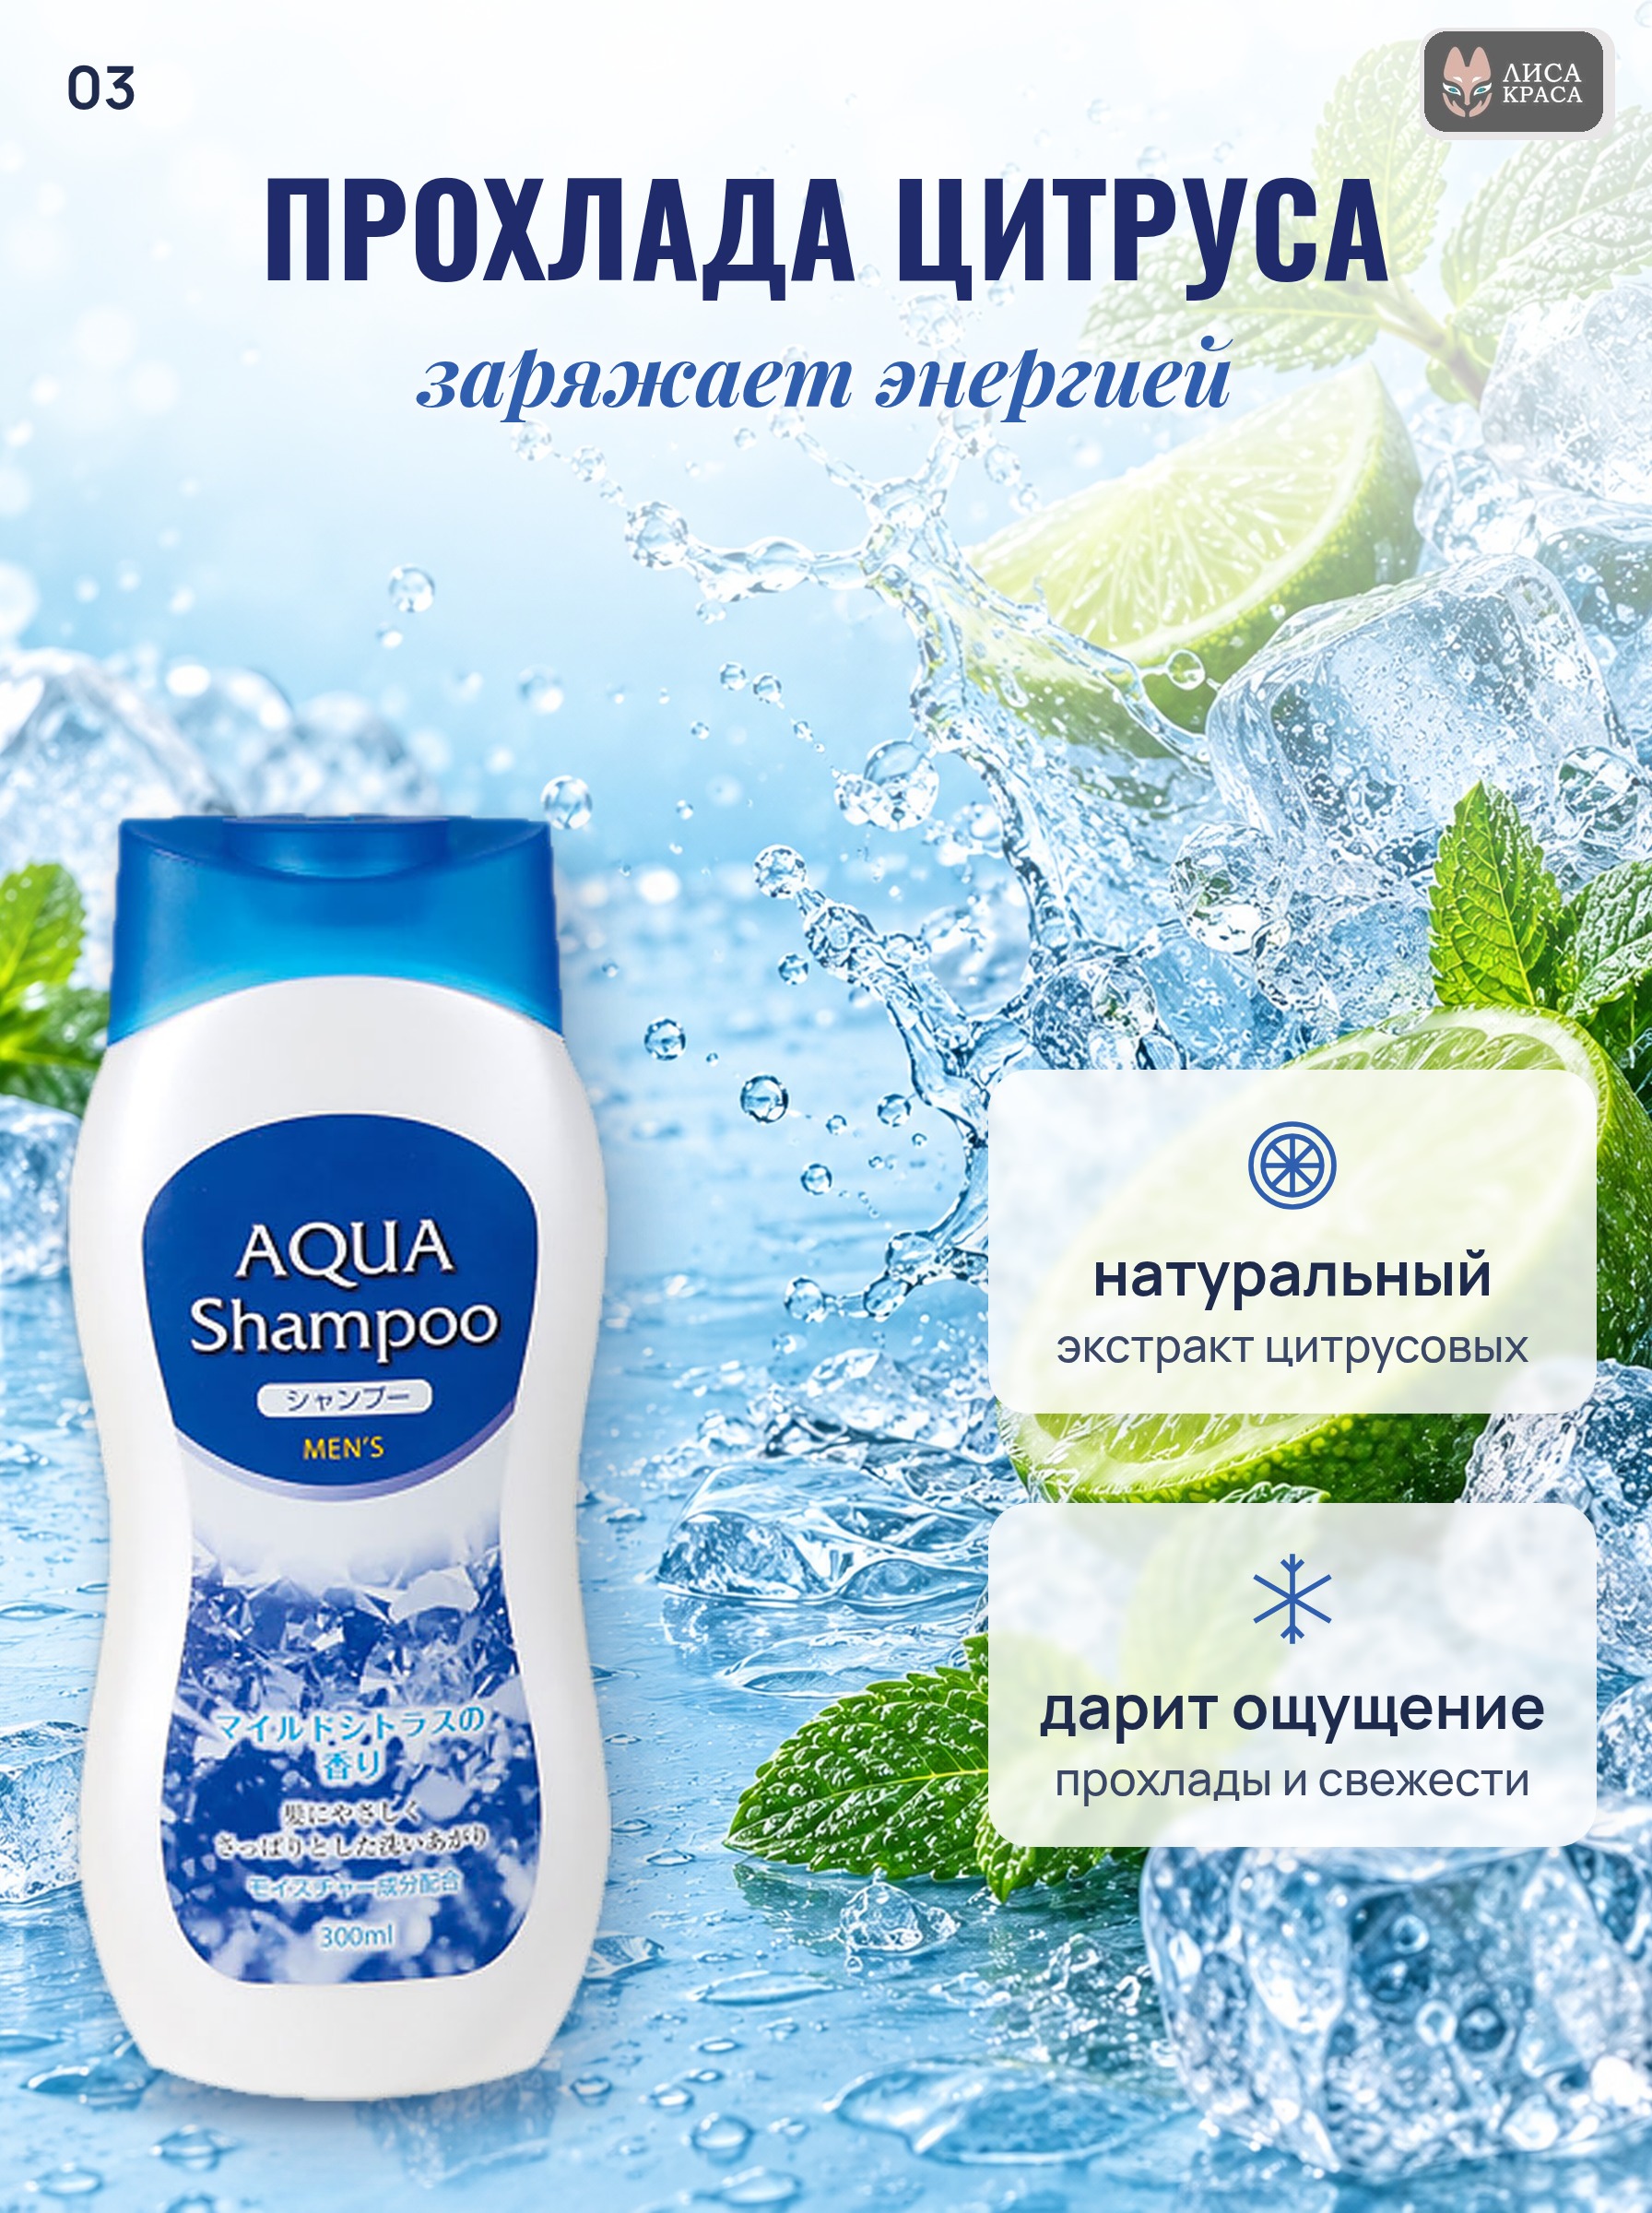 03
ЛИСА
КРАСА
ПРОХЛАДА ЦИТРУСА
заряжает энергией
AQUA
Shampoo
シャンプー
MEN'S
マイルドシトラスの
香り
髪にやさしく
さっぱりとした洗いあがり
モイスチャー成分配合
300ml
натуральный
экстракт цитрусовых
дарит ощущение
прохлады и свежести